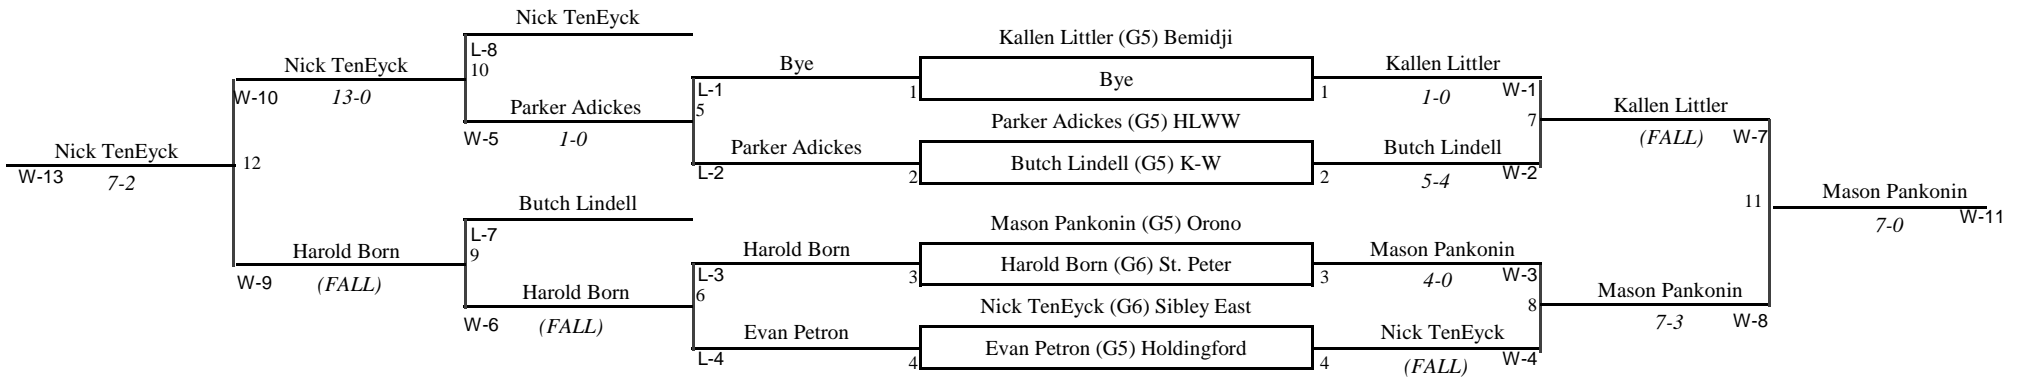 Nick TenEyck
L-8
10
Nick TenEyck
W-10
13-0
Parker Adickes
W-5
1-0
Nick TenEyck
W-13
7-2
12
Butch Lindell
L-7
9
Harold Born
W-9
(FALL)
Harold Born
W-6
(FALL)
Bye
1
L-1
5
Parker Adickes
L-2
2
Harold Born
3
L-3
6
Evan Petron
L-4
4
Kallen Littler (G5) Bemidji
Bye
Parker Adickes (G5) HLWW
Butch Lindell (G5) K-W
Mason Pankonin (G5) Orono
Harold Born (G6) St. Peter
Nick TenEyck (G6) Sibley East
Evan Petron (G5) Holdingford
Kallen Littler
1
1-0
W-1
7
Butch Lindell
2
5-4
W-2
Mason Pankonin
3
4-0
W-3
8
Nick TenEyck
4
(FALL)
W-4
Kallen Littler
(FALL)
W-7
Mason Pankonin
7-3
W-8
11
Mason Pankonin
7-0
W-11